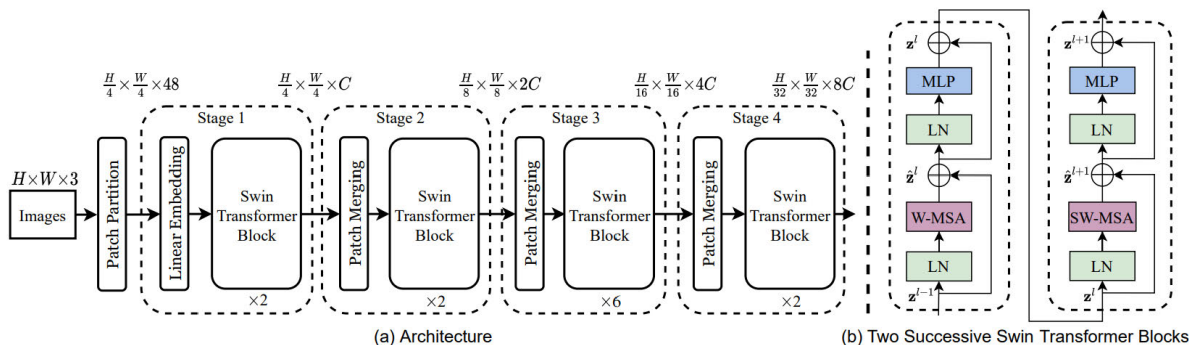 H/4 × W/4 × 48
H/4 × W/4 × C
H/8 × W/8 × 2C
H/16 × W/16 × 4C
H/32 × W/32 × 8C
Stage 1
Stage 2
Stage 3
Stage 4
H×W×3
Images
Patch Partition
Linear Embedding
Swin
Transformer
Block
×2
Patch Merging
Swin
Transformer
Block
×2
Patch Merging
Swin
Transformer
Block
×6
Patch Merging
Swin
Transformer
Block
×2
(a) Architecture
z^l
MLP
LN
ẑ^l
W-MSA
LN
z^{l-1}
z^{l+1}
MLP
LN
ẑ^{l+1}
SW-MSA
LN
z^l
(b) Two Successive Swin Transformer Blocks